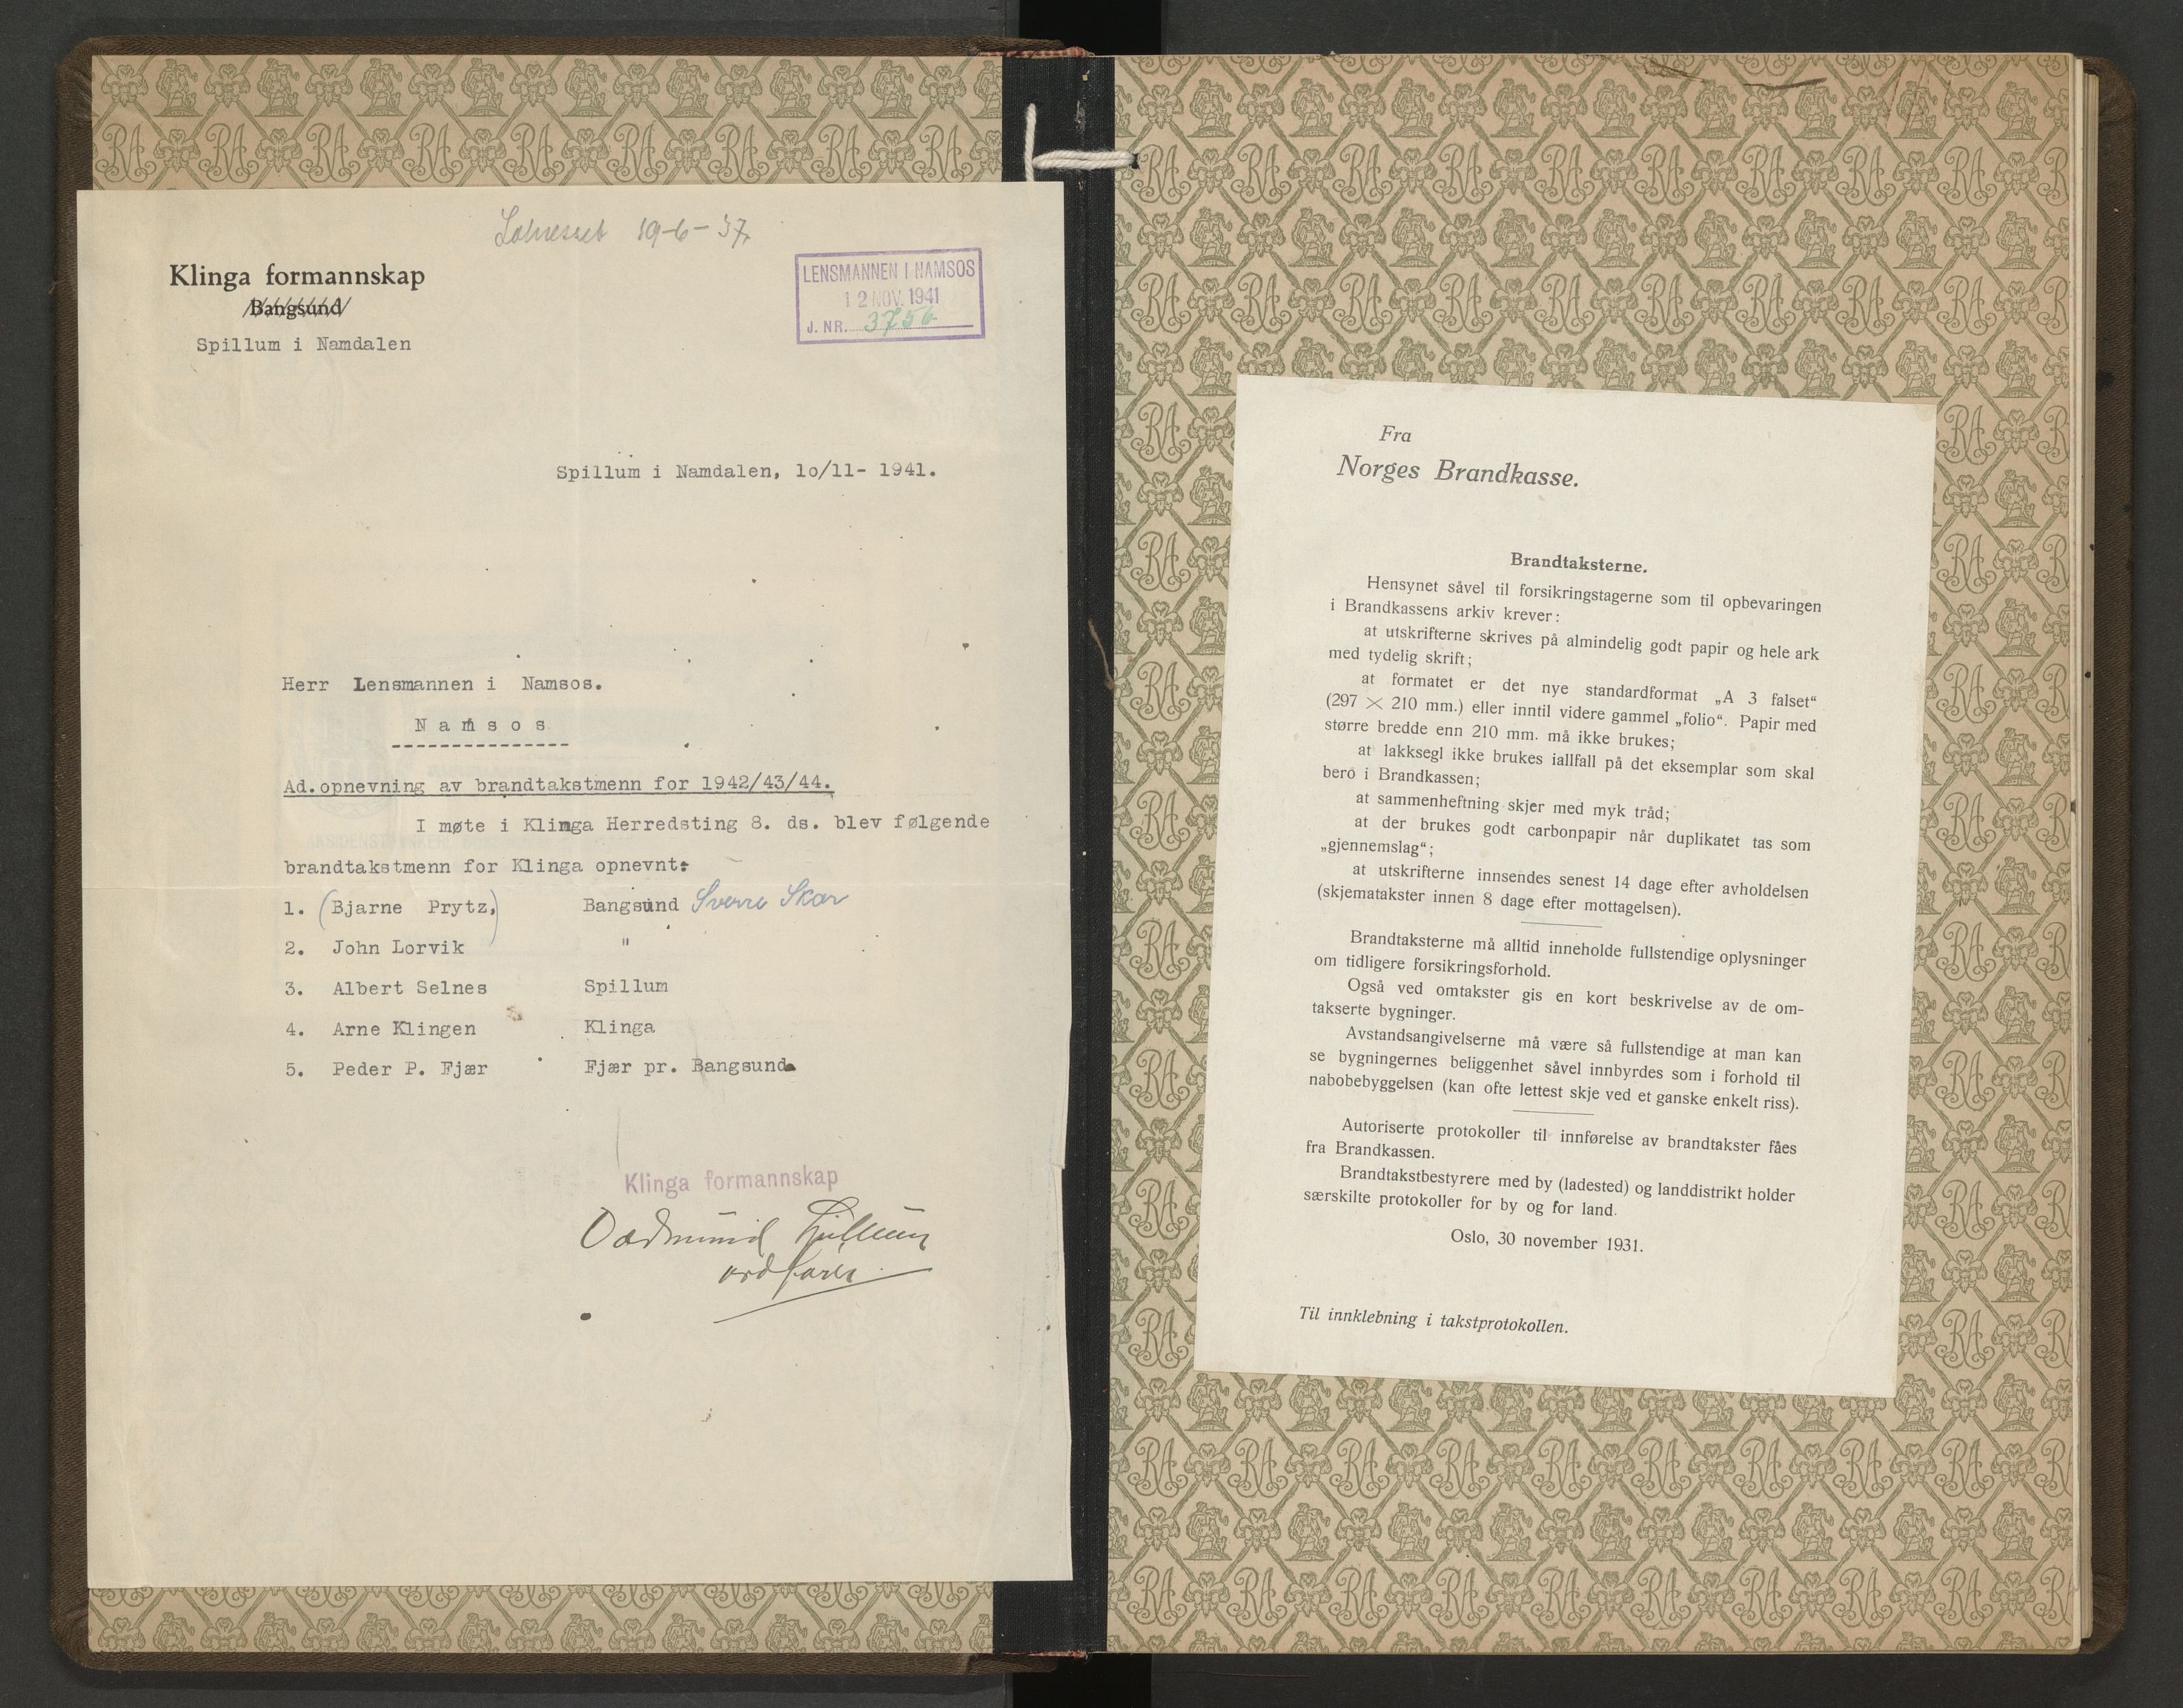 19-6-37.
Klinga formannskap
Bangsund
Spillum i Namdalen
LENSMANNEN I NAMSOS
12 NOV. 1941
J. NR. 3756
Spillum i Namdalen, 1o/11- 1941.
Herr Lensmannen i Namsos.
Namsos
Ad. opnevning av brandtakstmenn for 1942/43/44.
I møte i Klinga Herredsting 8. ds. blev følgende
brandtakstmenn for Klinga opnevnt:
1. (Bjarne Prytz,) Bangsund Sverre Skar
2. John Lorvik "
3. Albert Selnes Spillum
4. Arne Klingen Klinga
5. Peder P. Fjær Fjær pr. Bangsund.
Klinga formannskap
Spillum
ordfører.
Fra
Norges Brandkasse.
Brandtaksterne.
Hensynet såvel til forsikringstagerne som til opbevaringen
i Brandkassens arkiv krever:
at utskrifterne skrives på almindelig godt papir og hele ark
med tydelig skrift;
at formatet er det nye standardformat „A 3 falset“
(297 × 210 mm.) eller inntil videre gammel „folio“. Papir med
større bredde enn 210 mm. må ikke brukes;
at lakksegl ikke brukes iallfall på det eksemplar som skal
bero i Brandkassen;
at sammenheftning skjer med myk tråd;
at der brukes godt carbonpapir når duplikatet tas som
„gjennemslag“;
at utskrifterne innsendes senest 14 dage efter avholdelsen
(skjematakster innen 8 dage efter mottagelsen).
Brandtaksterne må alltid inneholde fullstendige oplysninger
om tidligere forsikringsforhold.
Også ved omtakster gis en kort beskrivelse av de om-
takserte bygninger.
Avstandsangivelserne må være så fullstendige at man kan
se bygningernes beliggenhet såvel innbyrdes som i forhold til
nabobebyggelsen (kan ofte lettest skje ved et ganske enkelt riss).
Autoriserte protokoller til innførelse av brandtakster fåes
fra Brandkassen.
Brandtakstbestyrere med by (ladested) og landdistrikt holder
særskilte protokoller for by og for land.
Oslo, 30 november 1931.
Til innklebning i takstprotokollen.